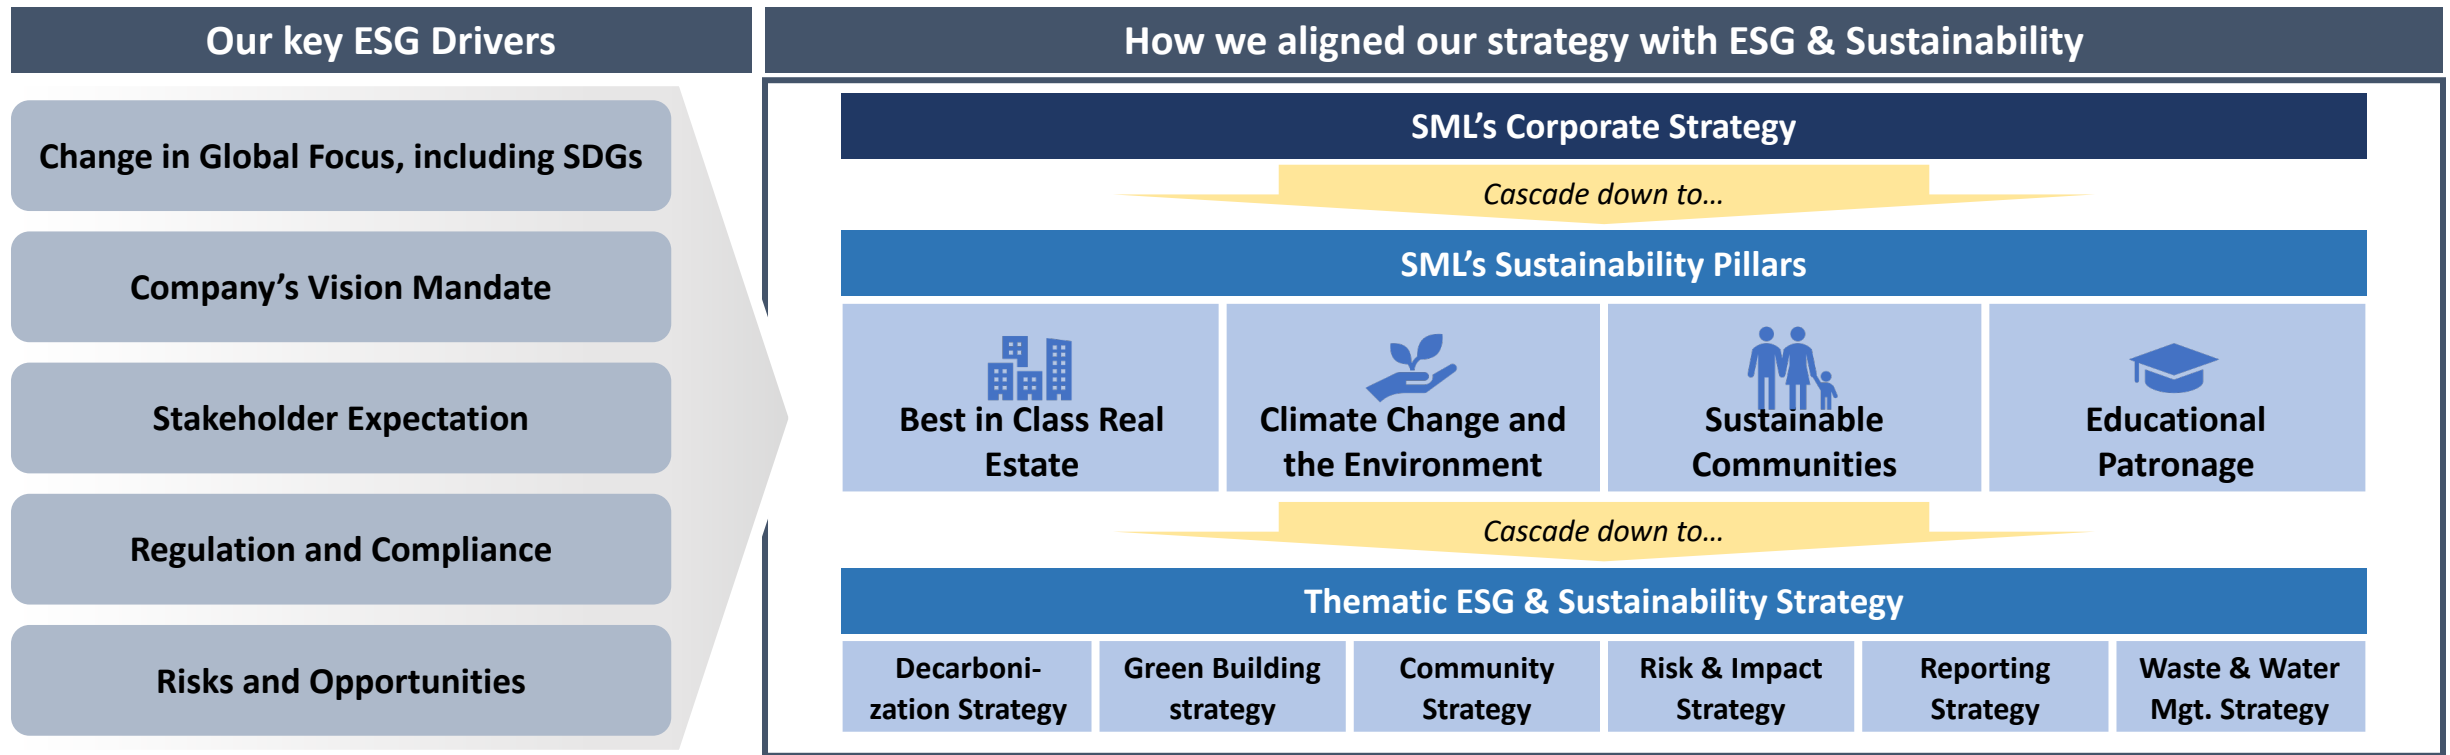 Our key ESG Drivers
Change in Global Focus, including SDGs
Company’s Vision Mandate
Stakeholder Expectation
Regulation and Compliance
Risks and Opportunities
How we aligned our strategy with ESG & Sustainability
SML’s Corporate Strategy
Cascade down to…
SML’s Sustainability Pillars
Best in Class Real
Estate
Climate Change and
the Environment
Sustainable
Communities
Educational
Patronage
Cascade down to…
Thematic ESG & Sustainability Strategy
Decarboni-
zation Strategy
Green Building
strategy
Community
Strategy
Risk & Impact
Strategy
Reporting
Strategy
Waste & Water
Mgt. Strategy